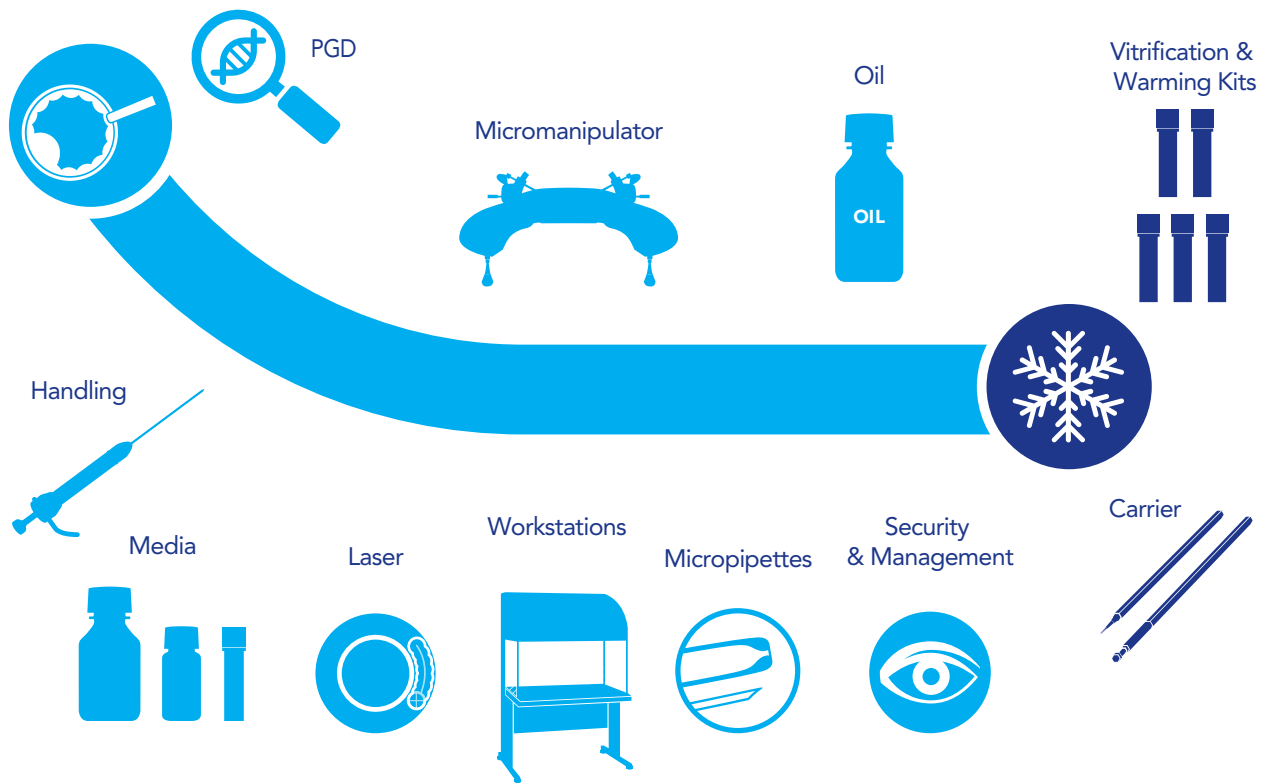 PGD
Micromanipulator
Oil
OIL
Vitrification &
Warming Kits
Handling
Media
Laser
Workstations
Micropipettes
Security
& Management
Carrier